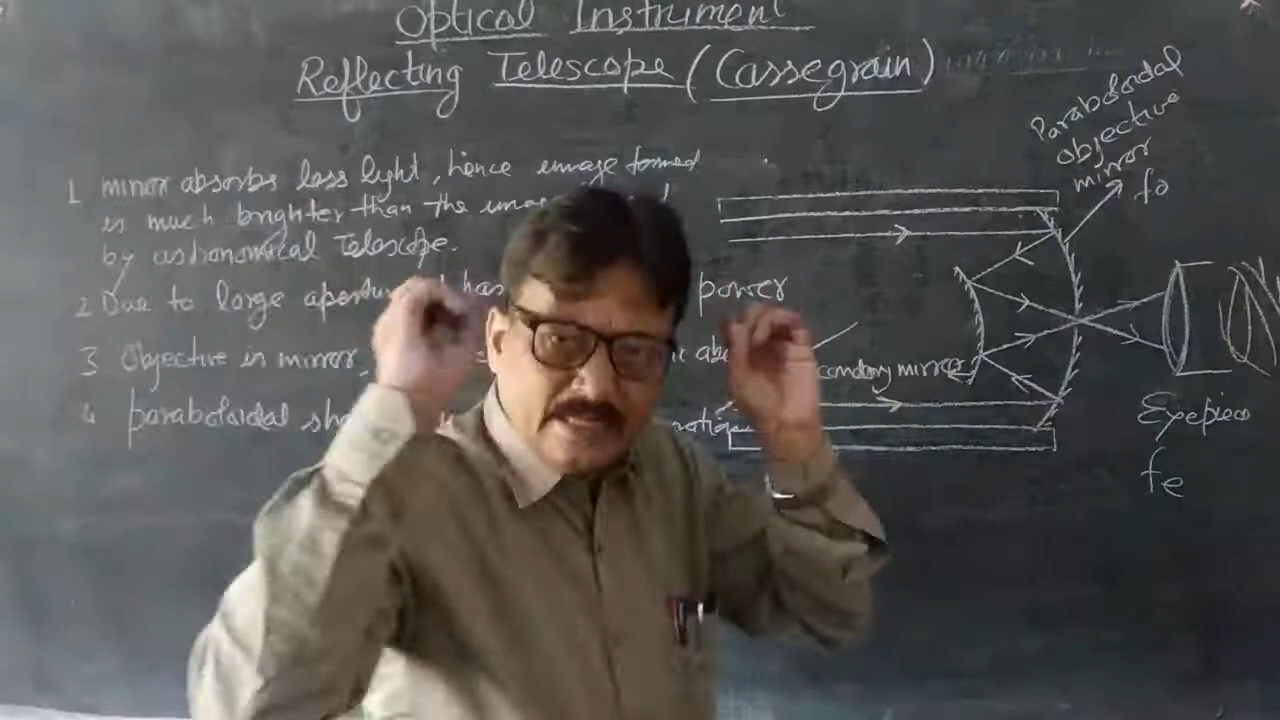 Optical Instrument
Reflecting Telescope (Cassegrain)
1 mirror absorbs less light, hence image formed
is much brighter than the
by astronomical Telescope.
2 Due to large has power
3 Objective is mirror,
4 paraboloidal
Paraboloidal
objective
mirror
fo
mirror
Eyepiece
fe